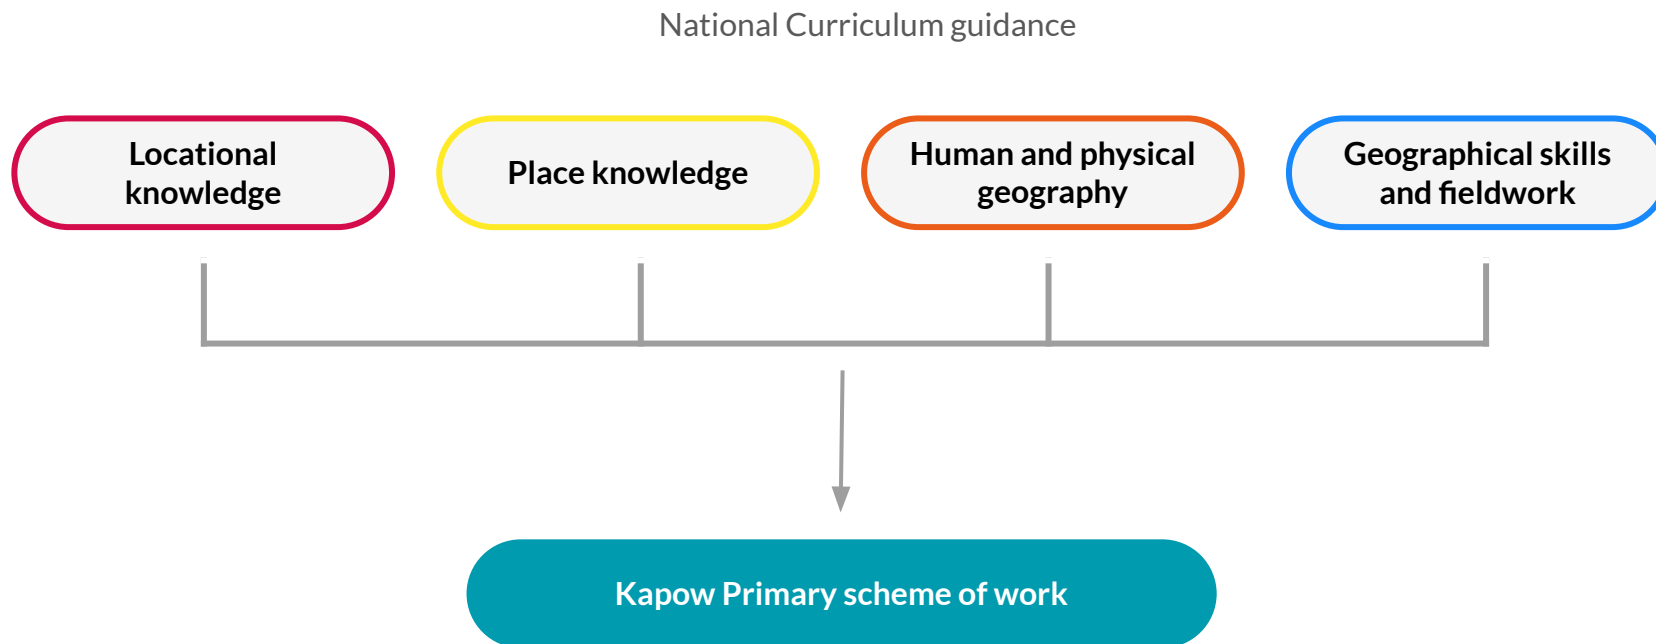 National Curriculum guidance
Locational
knowledge
Place knowledge
Human and physical
geography
Geographical skills
and fieldwork
Kapow Primary scheme of work